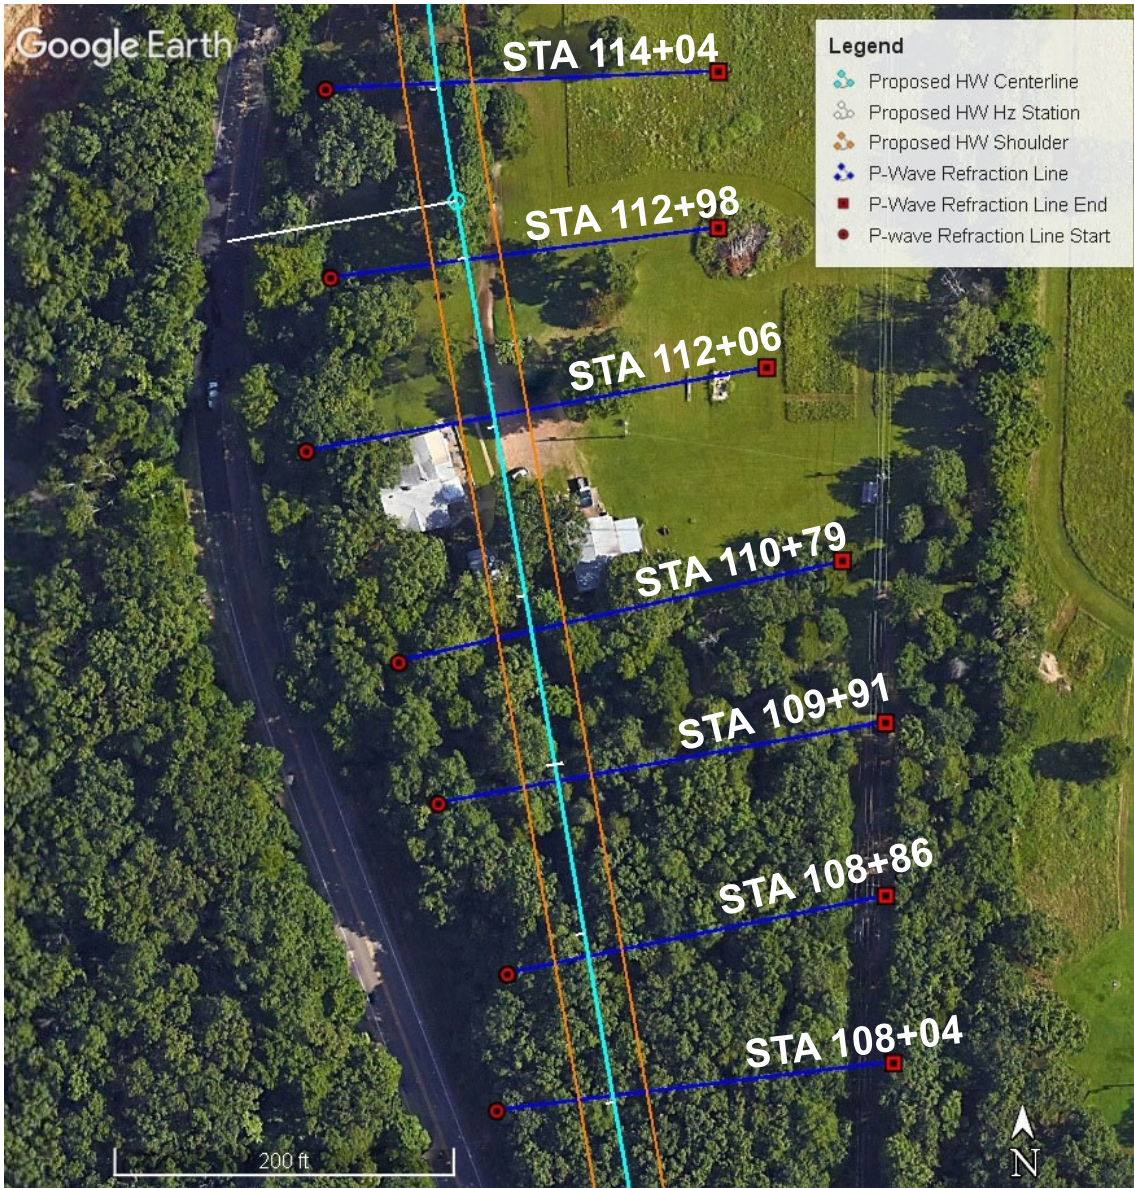 Google Earth
STA 114+04
Legend
Proposed HW Centerline
Proposed HW Hz Station
Proposed HW Shoulder
P-Wave Refraction Line
P-Wave Refraction Line End
P-wave Refraction Line Start
STA 112+98
STA 112+06
STA 110+79
STA 109+91
STA 108+86
STA 108+04
200 ft
N